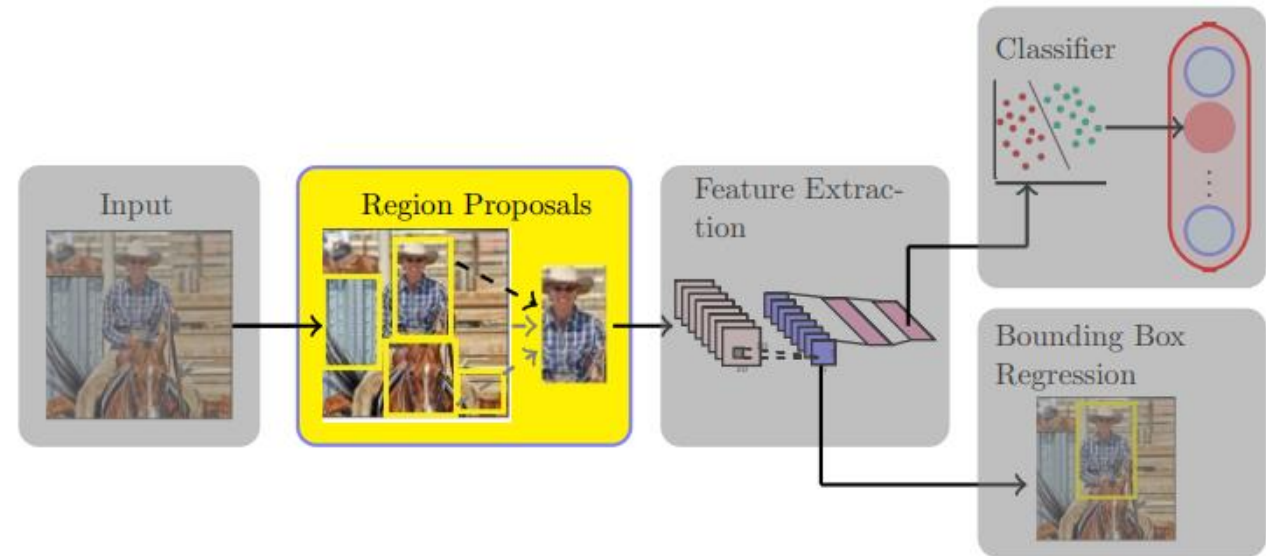 Input
Region Proposals
Feature Extrac-
tion
Classifier
Bounding Box
Regression